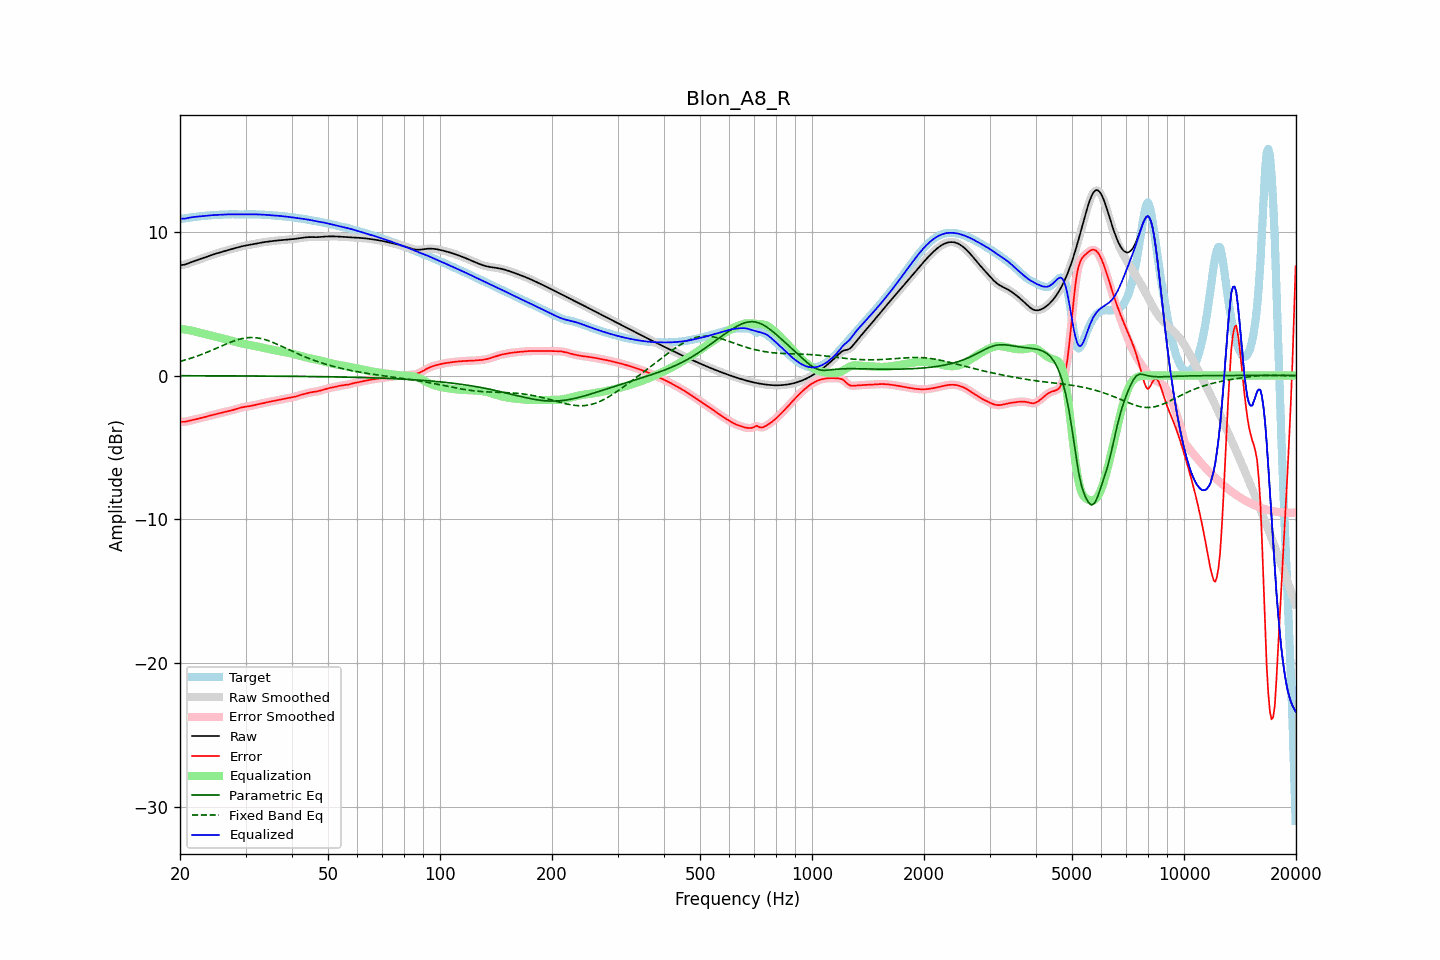 Blon_A8_R
Amplitude (dBr)
10
0
−10
−20
−30
Target
Raw Smoothed
Error Smoothed
Raw
Error
Equalization
Parametric Eq
Fixed Band Eq
Equalized
20 50 100 200 500 1000 2000 5000 10000 20000
Frequency (Hz)